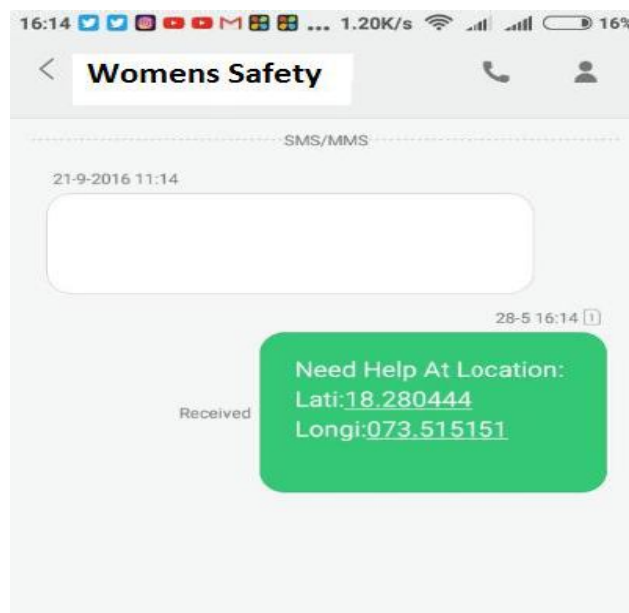 16:14 ... 1.20K/s 16%
Womens Safety
SMS/MMS
21-9-2016 11:14
28-5 16:14 1
Need Help At Location:
Lati:18.280444
Received
Longi:073.515151